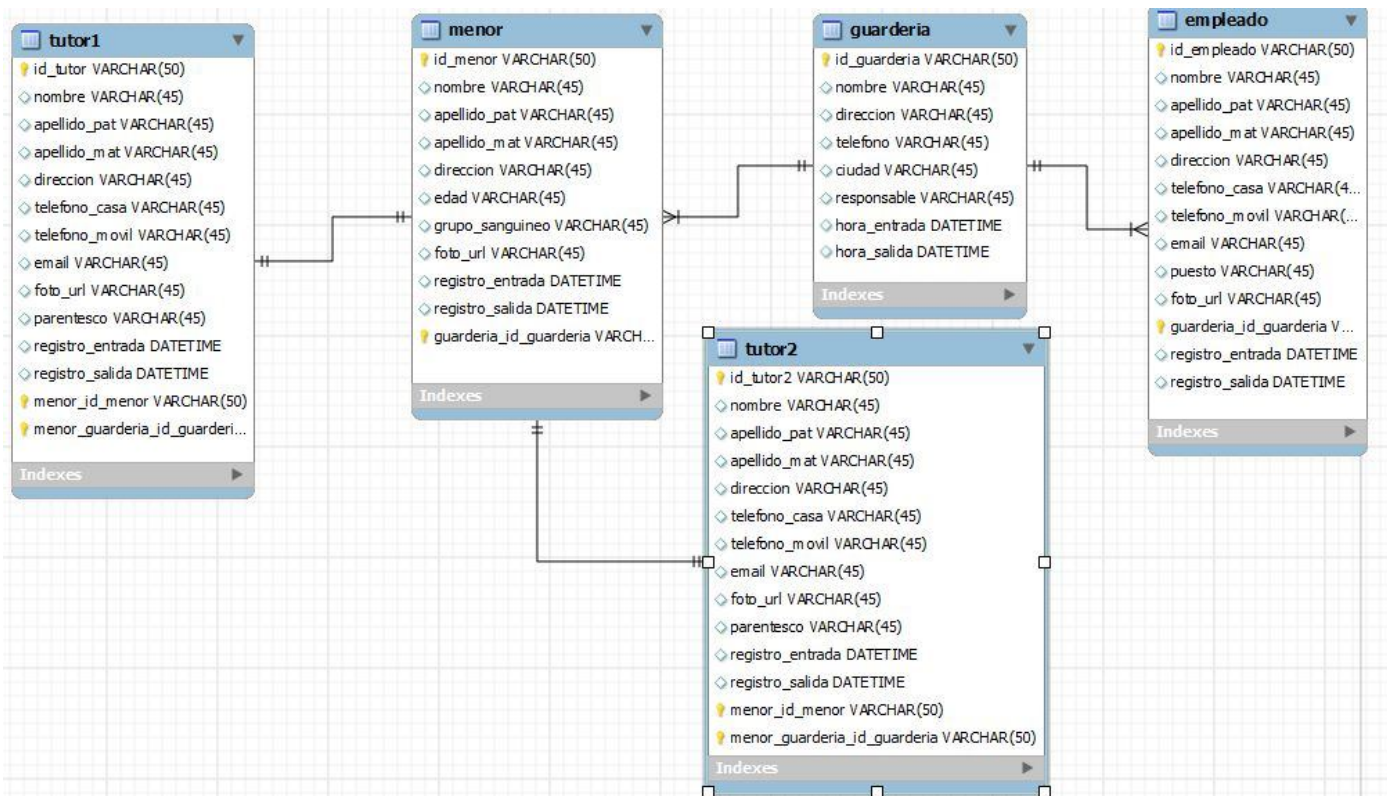 tutor1
id_tutor VARCHAR(50)
nombre VARCHAR(45)
apellido_pat VARCHAR(45)
apellido_mat VARCHAR(45)
direccion VARCHAR(45)
telefono_casa VARCHAR(45)
telefono_movil VARCHAR(45)
email VARCHAR(45)
foto_url VARCHAR(45)
parentesco VARCHAR(45)
registro_entrada DATETIME
registro_salida DATETIME
menor_id_menor VARCHAR(50)
menor_guarderia_id_guarderi...
Indexes
menor
id_menor VARCHAR(50)
nombre VARCHAR(45)
apellido_pat VARCHAR(45)
apellido_mat VARCHAR(45)
direccion VARCHAR(45)
edad VARCHAR(45)
grupo_sanguineo VARCHAR(45)
foto_url VARCHAR(45)
registro_entrada DATETIME
registro_salida DATETIME
guarderia_id_guarderia VARCH...
Indexes
guarderia
id_guarderia VARCHAR(50)
nombre VARCHAR(45)
direccion VARCHAR(45)
telefono VARCHAR(45)
ciudad VARCHAR(45)
responsable VARCHAR(45)
hora_entrada DATETIME
hora_salida DATETIME
Indexes
empleado
id_empleado VARCHAR(50)
nombre VARCHAR(45)
apellido_pat VARCHAR(45)
apellido_mat VARCHAR(45)
direccion VARCHAR(45)
telefono_casa VARCHAR(4...
telefono_movil VARCHAR(...
email VARCHAR(45)
puesto VARCHAR(45)
foto_url VARCHAR(45)
guarderia_id_guarderia V...
registro_entrada DATETIME
registro_salida DATETIME
Indexes
tutor2
id_tutor2 VARCHAR(50)
nombre VARCHAR(45)
apellido_pat VARCHAR(45)
apellido_mat VARCHAR(45)
direccion VARCHAR(45)
telefono_casa VARCHAR(45)
telefono_movil VARCHAR(45)
email VARCHAR(45)
foto_url VARCHAR(45)
parentesco VARCHAR(45)
registro_entrada DATETIME
registro_salida DATETIME
menor_id_menor VARCHAR(50)
menor_guarderia_id_guarderia VARCHAR(50)
Indexes